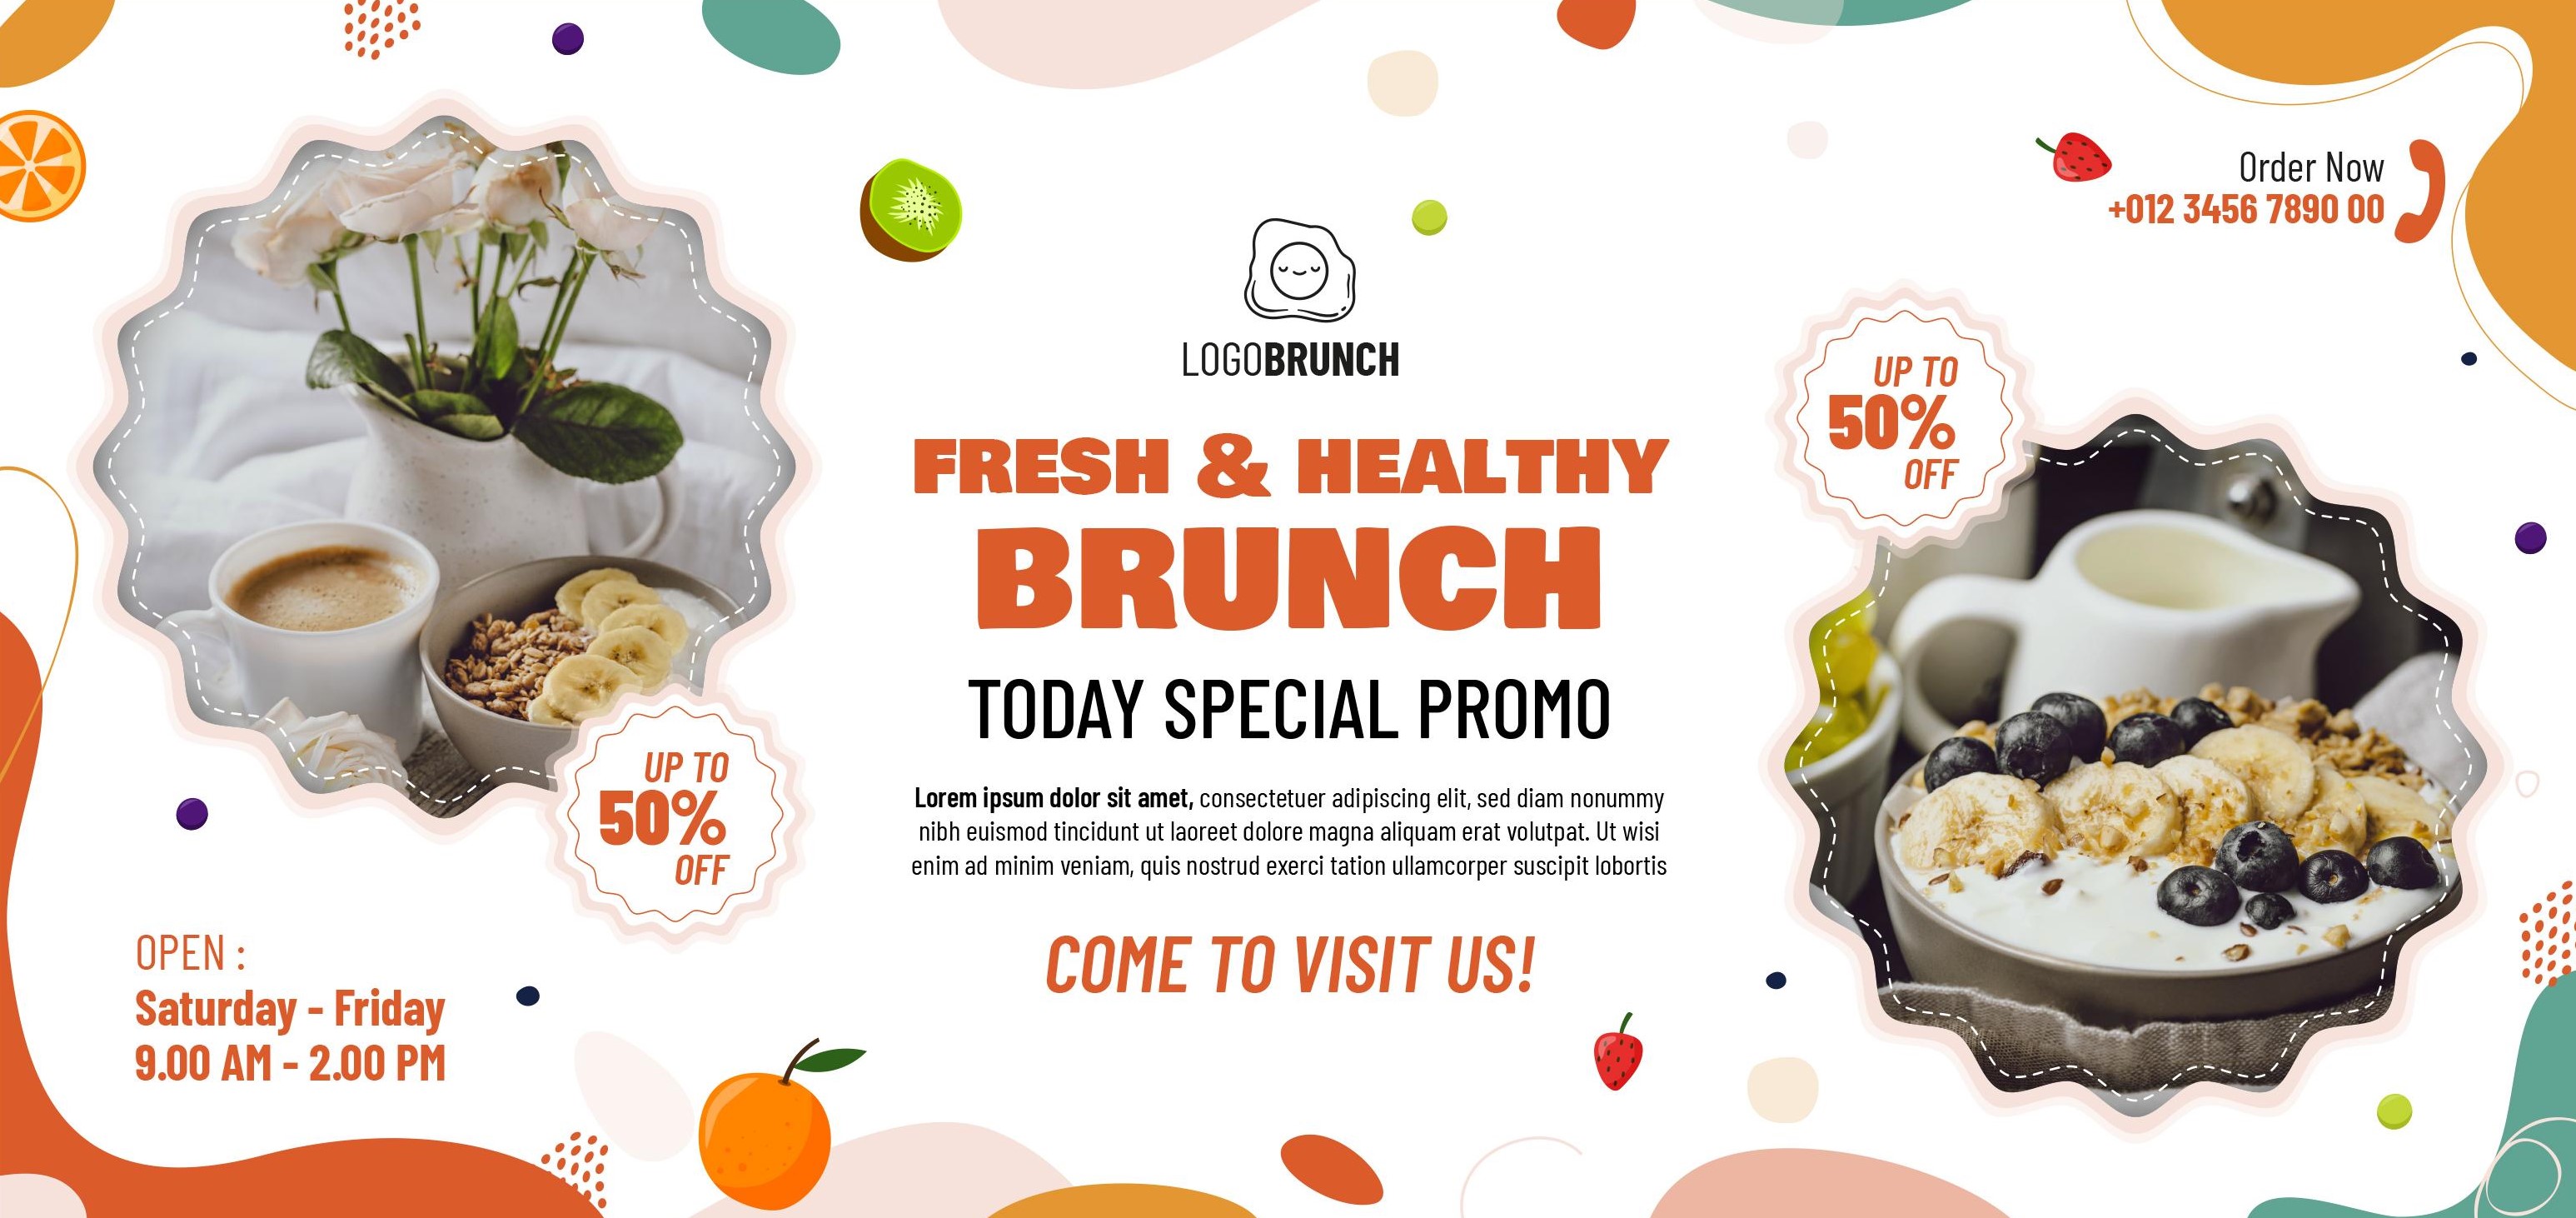 Order Now
+012 3456 7890 00
LOGOBRUNCH
FRESH & HEALTHY
BRUNCH
TODAY SPECIAL PROMO
Lorem ipsum dolor sit amet, consectetuer adipiscing elit, sed diam nonummy
nibh euismod tincidunt ut laoreet dolore magna aliquam erat volutpat. Ut wisi
enim ad minim veniam, quis nostrud exerci tation ullamcorper suscipit lobortis
COME TO VISIT US!
UP TO
50%
OFF
UP TO
50%
OFF
OPEN :
Saturday - Friday
9.00 AM - 2.00 PM